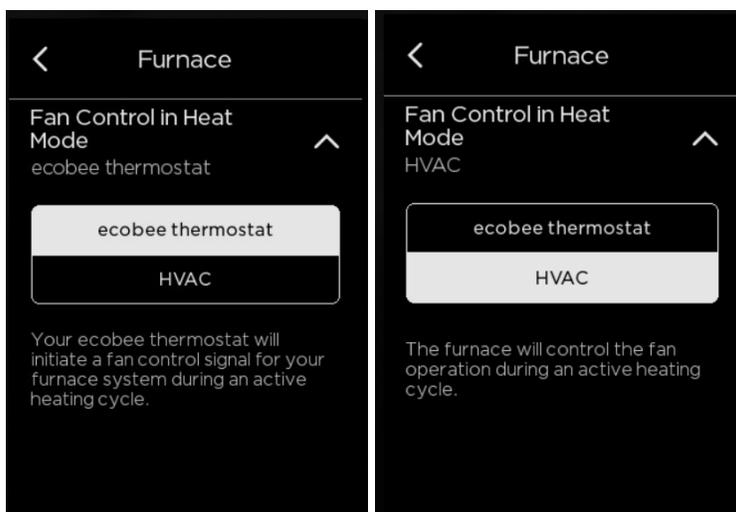 Furnace
Fan Control in Heat
Mode
ecobee thermostat
ecobee thermostat
HVAC
Your ecobee thermostat will
initiate a fan control signal for your
furnace system during an active
heating cycle.
Furnace
Fan Control in Heat
Mode
HVAC
ecobee thermostat
HVAC
The furnace will control the fan
operation during an active heating
cycle.